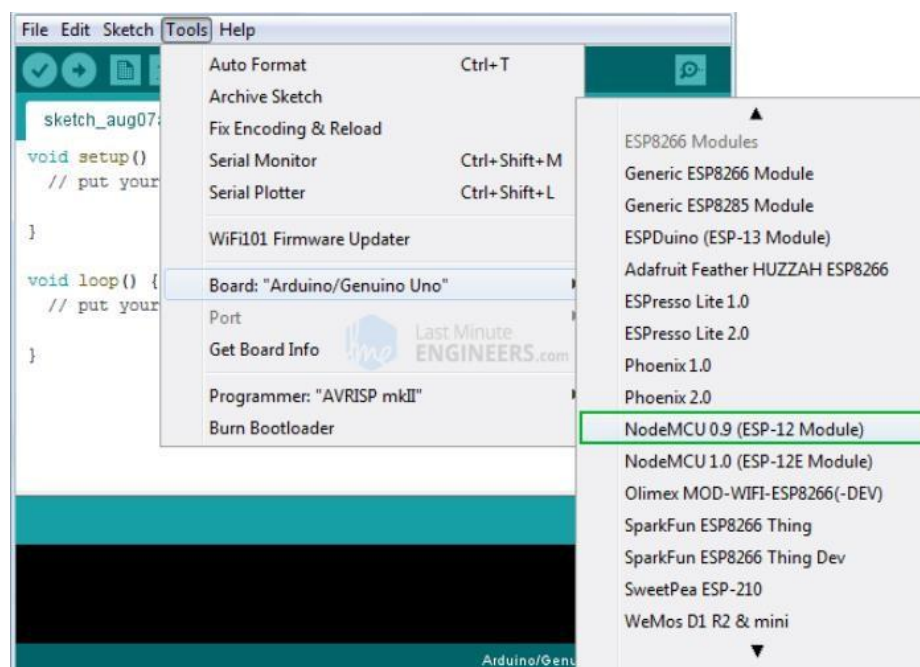 File Edit Sketch Tools Help
Auto Format Ctrl+T
Archive Sketch
sketch_aug07a
Fix Encoding & Reload
void setup()
Serial Monitor Ctrl+Shift+M
// put your
Serial Plotter Ctrl+Shift+L
}
WiFi101 Firmware Updater
void loop() {
Board: "Arduino/Genuino Uno"
// put your
Port
}
Get Board Info
lme
Last Minute
ENGINEERS.com
Programmer: "AVRISP mkII"
Burn Bootloader
ESP8266 Modules
Generic ESP8266 Module
Generic ESP8285 Module
ESPDuino (ESP-13 Module)
Adafruit Feather HUZZAH ESP8266
ESPresso Lite 1.0
ESPresso Lite 2.0
Phoenix 1.0
Phoenix 2.0
NodeMCU 0.9 (ESP-12 Module)
NodeMCU 1.0 (ESP-12E Module)
Olimex MOD-WIFI-ESP8266(-DEV)
SparkFun ESP8266 Thing
SparkFun ESP8266 Thing Dev
SweetPea ESP-210
WeMos D1 R2 & mini
Arduino/Genu